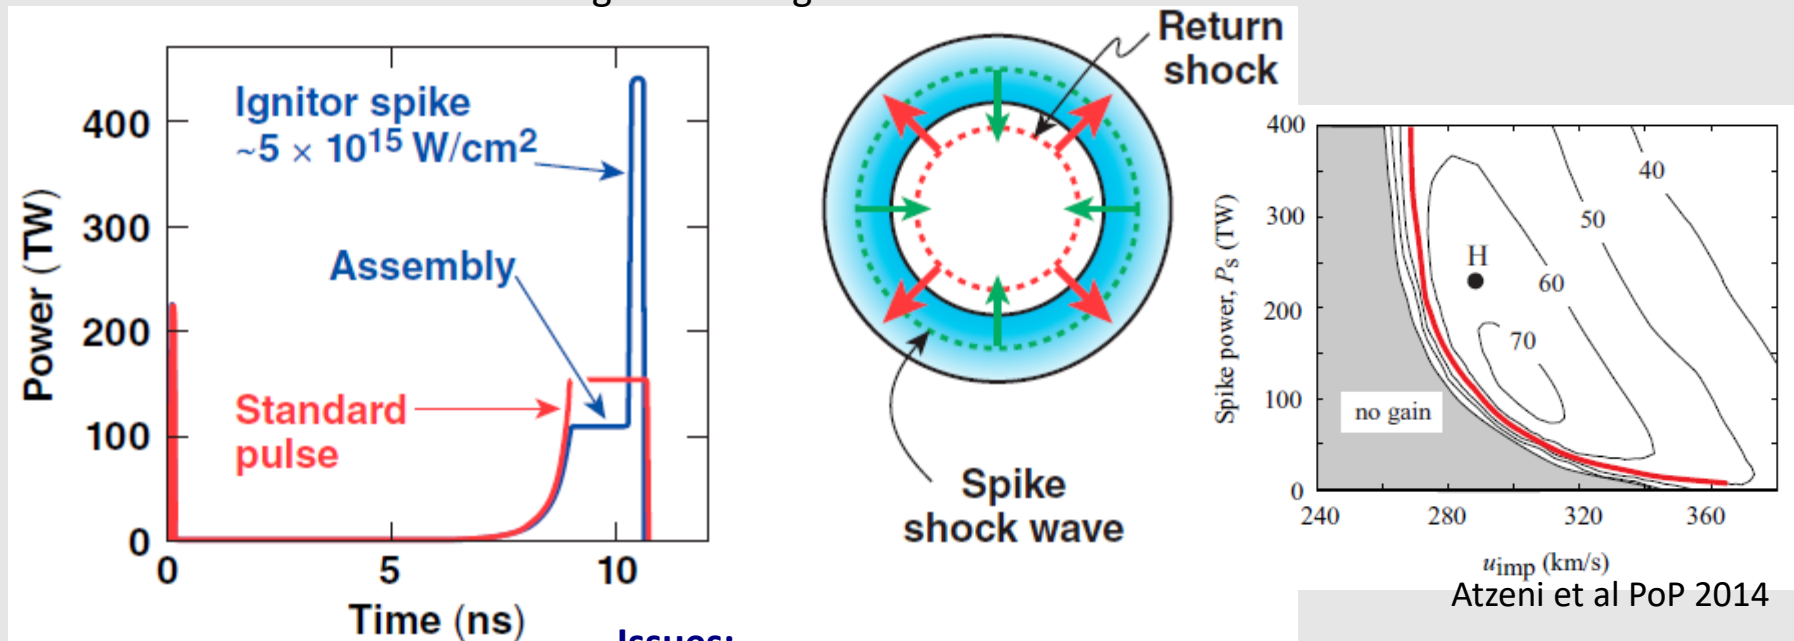 Power (TW)
400
300
200
100
0
0
5
10
Time (ns)
Ignitor spike
~5 × 10¹⁵ W/cm²
Assembly
Standard
pulse
Return
shock
Spike
shock wave
Spike power, Pₛ (TW)
400
300
200
100
0
240
280
320
360
u_imp (km/s)
40
50
60
70
H
no gain
Atzeni et al PoP 2014
Issues: